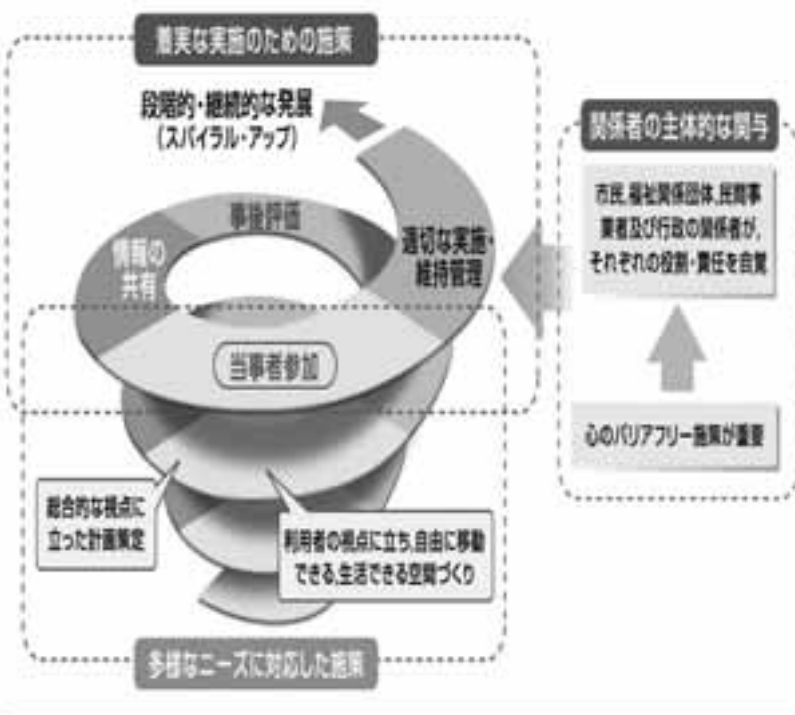 着実な実施のための施策
段階的・継続的な発展
(スパイラル・アップ)
事後評価
情報の
共有
適切な実施・
維持管理
当事者参加
総合的な視点に
立った計画策定
利用者の視点に立ち、自由に移動
できる、生活できる空間づくり
多様なニーズに対応した施策
関係者の主体的な関与
市民、福祉関係団体、民間事
業者及び行政の関係者が、
それぞれの役割・責任を自覚
心のバリアフリー施策が重要